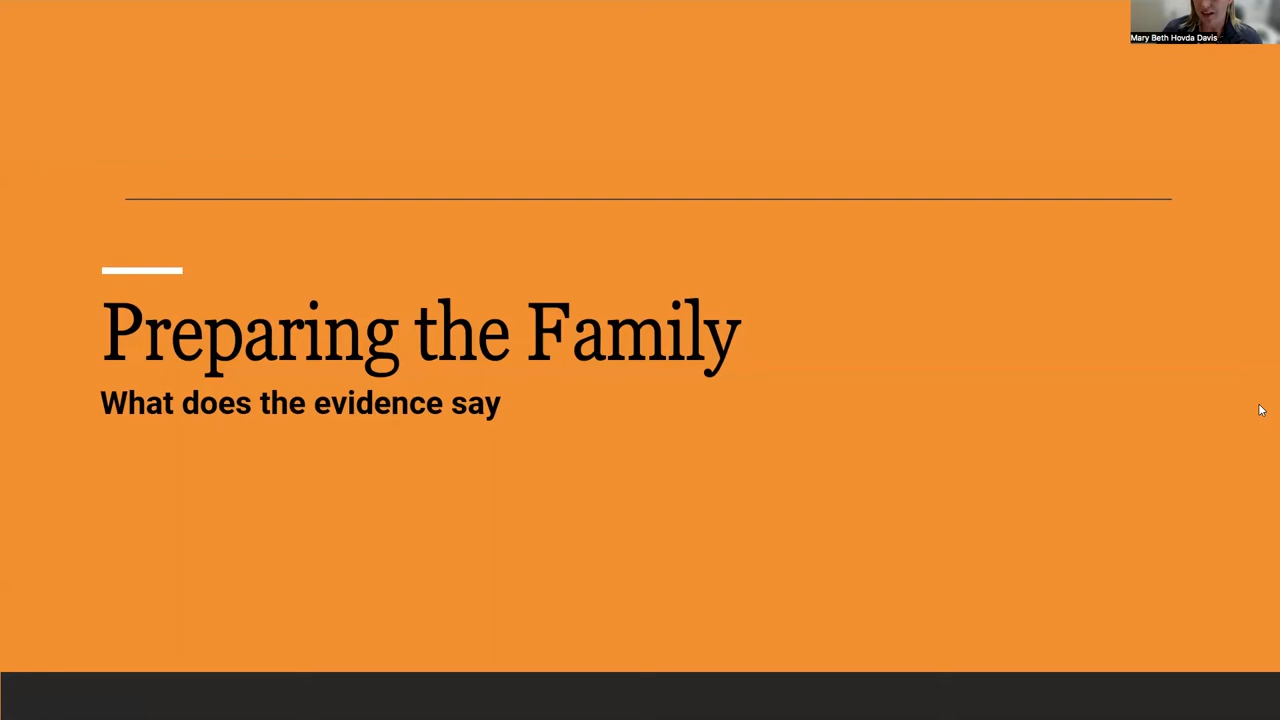 Mary Beth Hovda Davis
Preparing the Family
What does the evidence say